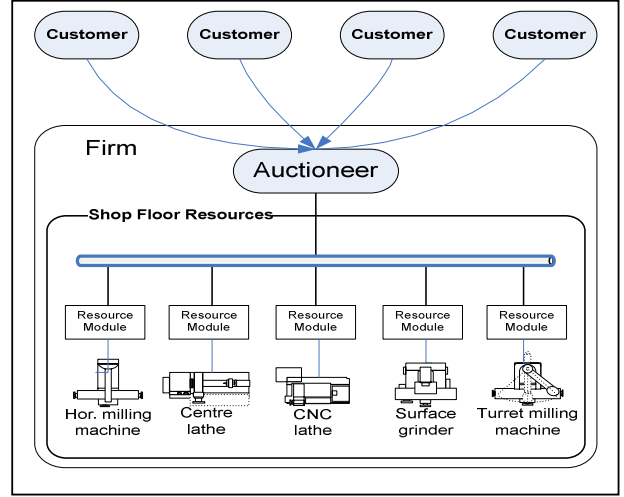 Customer Customer Customer Customer
Firm
Auctioneer
Shop Floor Resources
Resource Module
Resource Module
Resource Module
Resource Module
Resource Module
Hor. milling machine
Centre lathe
CNC lathe
Surface grinder
Turret milling machine